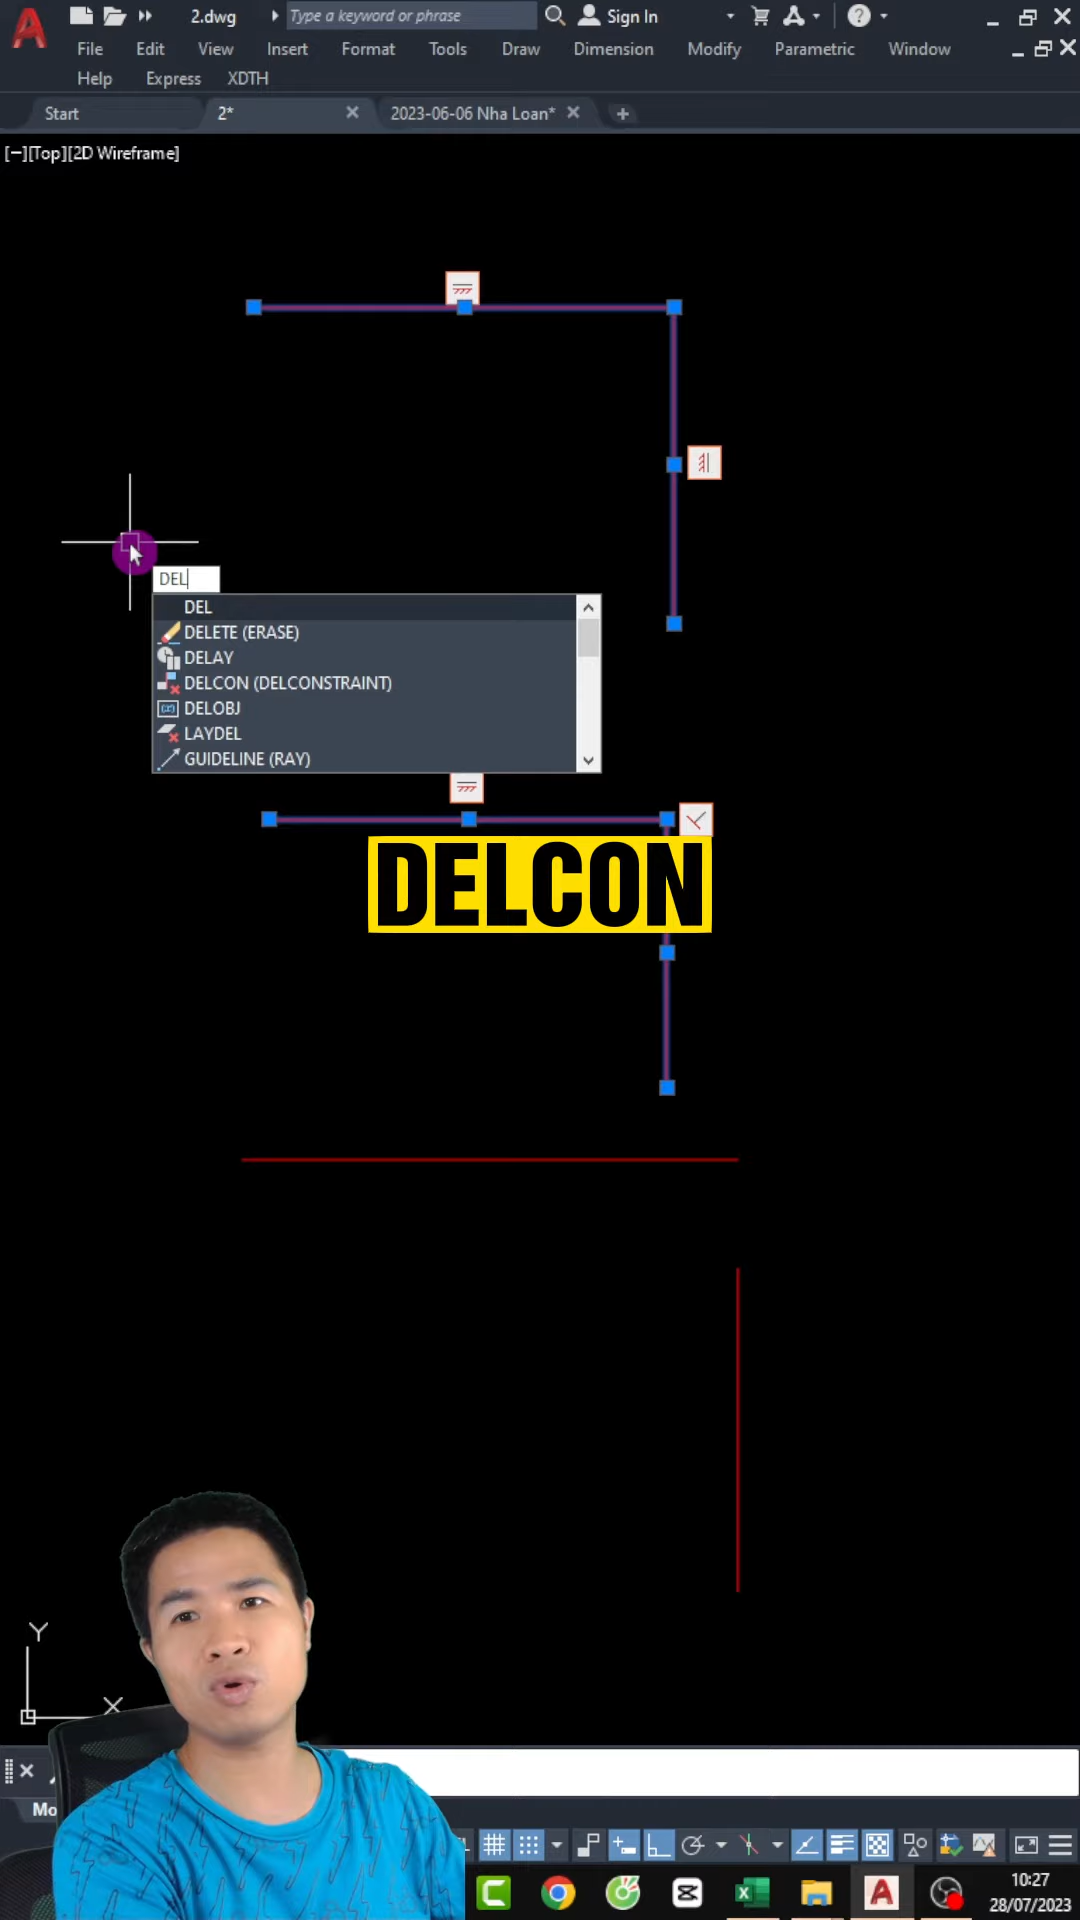 2.dwg
Type a keyword or phrase
Sign In
File Edit View Insert Format Tools Draw Dimension Modify Parametric Window
Help Express XDTH
Start
2*
2023-06-06 Nha Loan*
[−][Top][2D Wireframe]
DEL
DEL
DELETE (ERASE)
DELAY
DELCON (DELCONSTRAINT)
DELOBJ
LAYDEL
GUIDELINE (RAY)
DELCON
Y
X
Mo
10:27
28/07/2023